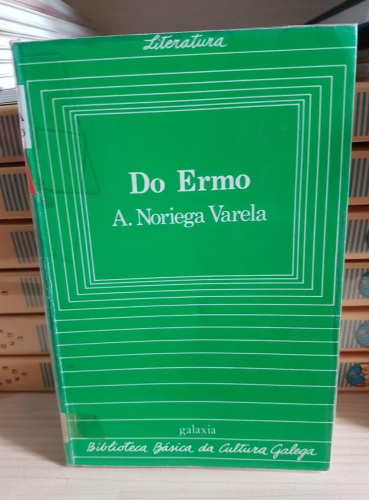 Literatura
Do Ermo
A. Noriega Varela
galaxia
Biblioteca Básica da Cultura Galega